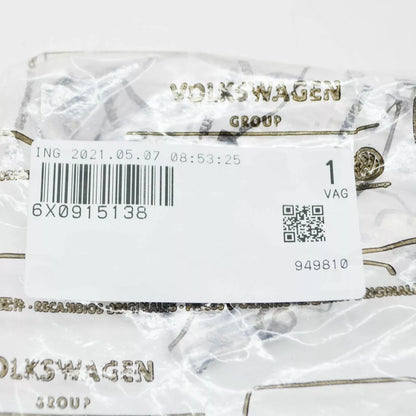 VOLKSWAGEN
GROUP
ING 2021.05.07 08:53:25
1
VAG
6X0915138
949810
RECAMBIOS ORIGINALES
VOLKSWAGEN
GROUP